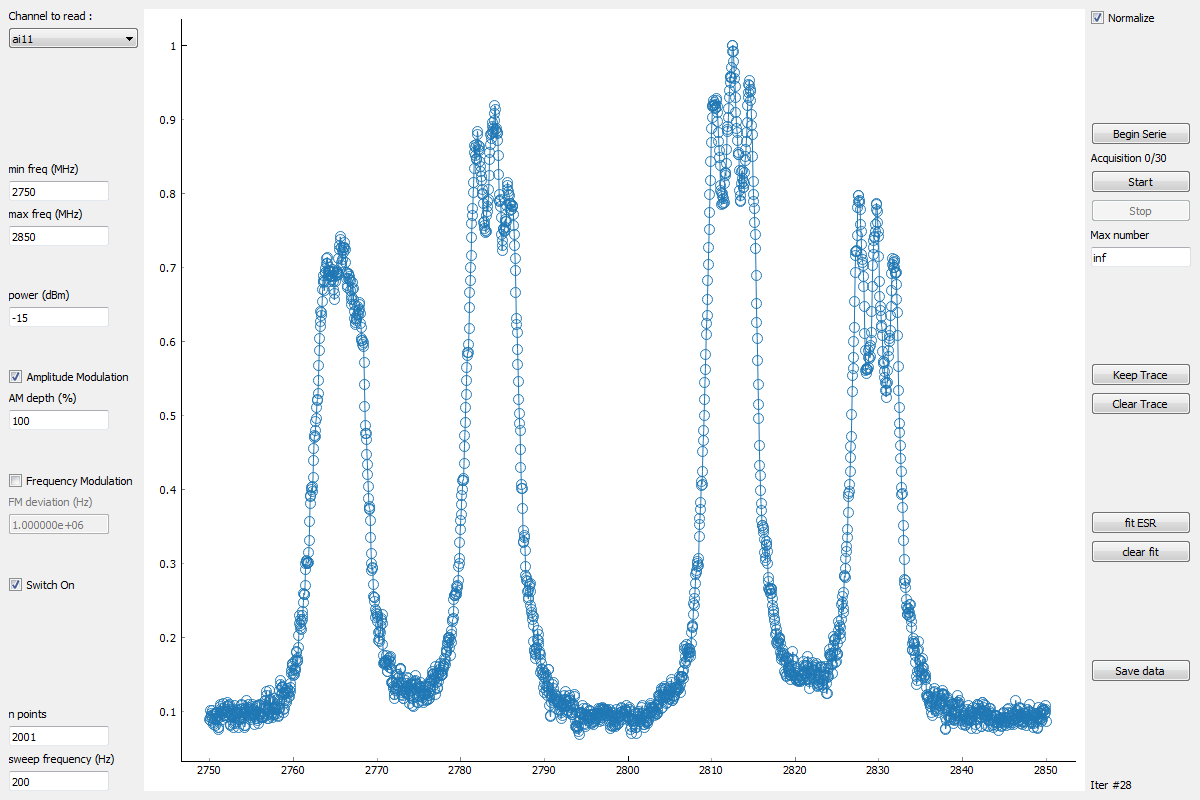 Channel to read :
ai11
min freq (MHz)
2750
max freq (MHz)
2850
power (dBm)
-15
Amplitude Modulation
AM depth (%)
100
Frequency Modulation
FM deviation (Hz)
1.000000e+06
Switch On
n points
2001
sweep frequency (Hz)
200
1
0.9
0.8
0.7
0.6
0.5
0.4
0.3
0.2
0.1
2750 2760 2770 2780 2790 2800 2810 2820 2830 2840 2850
Normalize
Begin Serie
Acquisition 0/30
Start
Stop
Max number
inf
Keep Trace
Clear Trace
fit ESR
clear fit
Save data
Iter #28